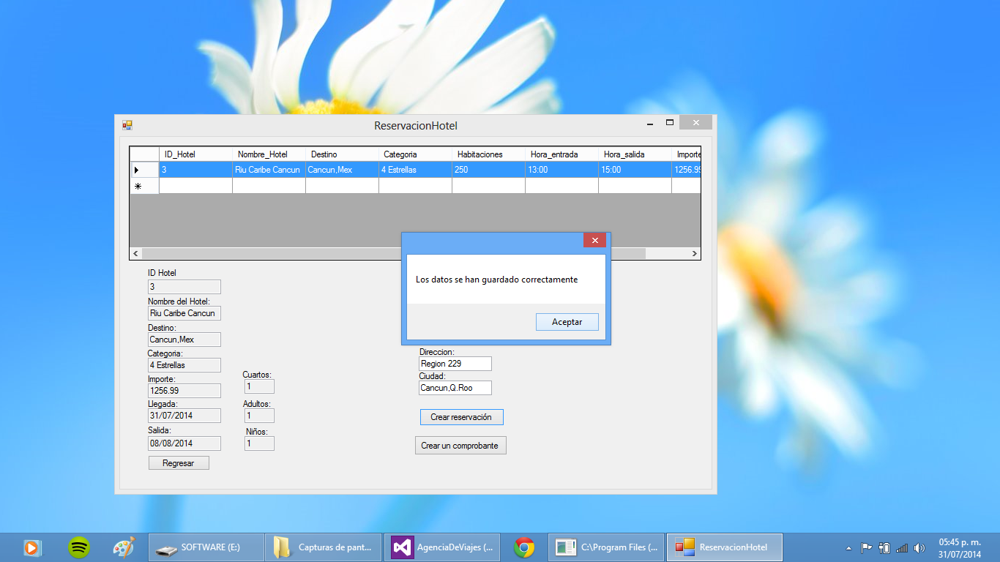 ReservacionHotel
ID_Hotel Nombre_Hotel Destino Categoria Habitaciones Hora_entrada Hora_salida Importe
3 Riu Caribe Cancun Cancun,Mex 4 Estrellas 250 13:00 15:00 1256.99
Los datos se han guardado correctamente
Aceptar
ID Hotel
3
Nombre del Hotel:
Riu Caribe Cancun
Destino:
Cancun,Mex
Categoria:
4 Estrellas
Importe:
1256.99
Llegada:
31/07/2014
Salida:
08/08/2014
Regresar
Cuartos:
1
Adultos:
1
Niños:
1
Direccion:
Region 229
Ciudad:
Cancun,Q.Roo
Crear reservación
Crear un comprobante
SOFTWARE (E:)
Capturas de pant...
AgenciaDeViajes (...
C:\Program Files (...
ReservacionHotel
05:45 p. m.
31/07/2014